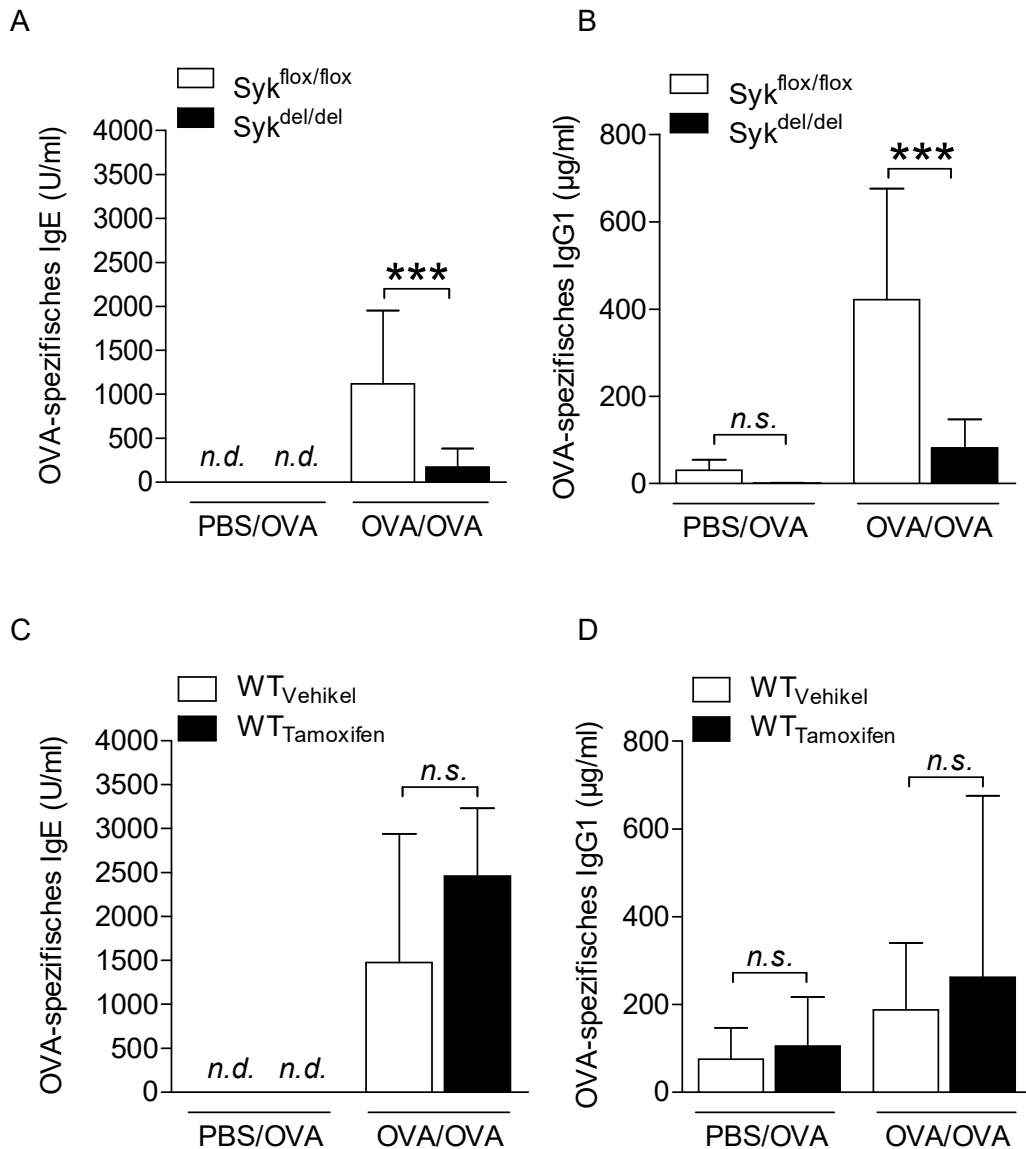 A
Syk^flox/flox
Syk^del/del
OVA-spezifisches IgE (U/ml)
4000
3500
3000
2500
2000
1500
1000
500
0
***
n.d. n.d.
PBS/OVA OVA/OVA
B
Syk^flox/flox
Syk^del/del
OVA-spezifisches IgG1 (µg/ml)
800
600
400
200
0
***
n.s.
PBS/OVA OVA/OVA
C
WT_Vehikel
WT_Tamoxifen
OVA-spezifisches IgE (U/ml)
4000
3500
3000
2500
2000
1500
1000
500
0
n.s.
n.d. n.d.
PBS/OVA OVA/OVA
D
WT_Vehikel
WT_Tamoxifen
OVA-spezifisches IgG1 (µg/ml)
800
600
400
200
0
n.s.
n.s.
PBS/OVA OVA/OVA